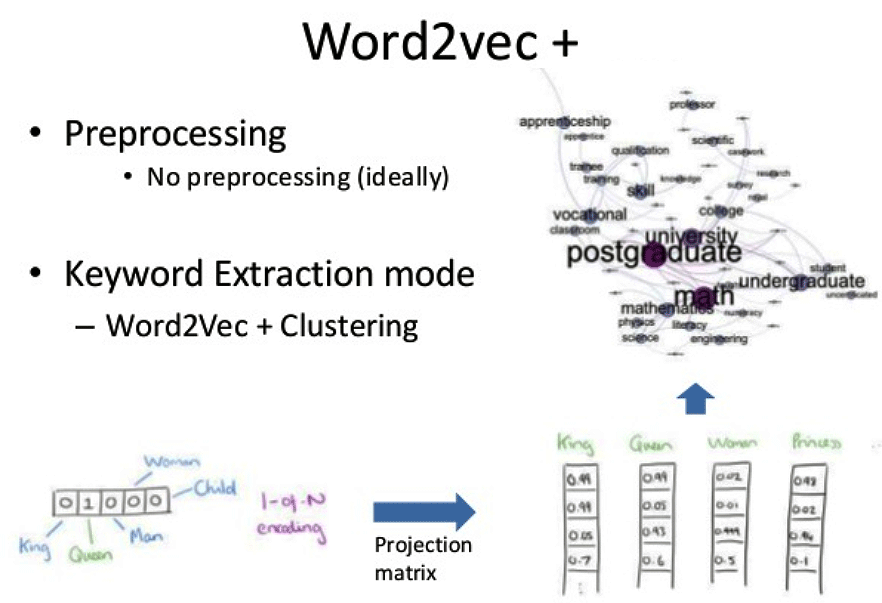 Word2vec +
• Preprocessing
• No preprocessing (ideally)
• Keyword Extraction mode
– Word2Vec + Clustering
professor
apprenticeship
apprentice
scientific
qualification
casework
trainee
training
knowledge
research
skill
survey
vocational
college
classroom
university
postgraduate
student
undergraduate
math
mathematics
numeracy
physics
literacy
science
engineering
Woman
Child
0 1 0 0 0
King
Queen
Man
1-of-N
encoding
Projection
matrix
King Queen Woman Princess ...
0.99 0.99 0.02 0.98
0.99 0.05 0.01 0.02
0.05 0.93 0.999 0.94
0.7 0.6 0.5 0.1